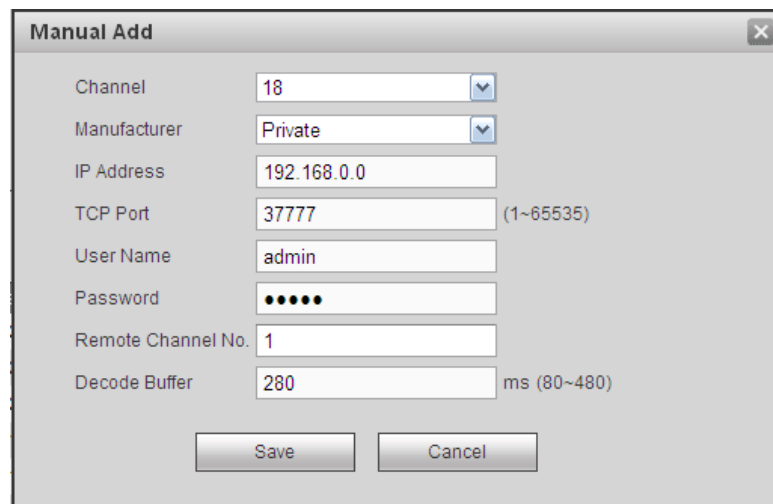 Manual Add
Channel 18
Manufacturer Private
IP Address 192.168.0.0
TCP Port 37777 (1~65535)
User Name admin
Password •••••
Remote Channel No. 1
Decode Buffer 280 ms (80~480)
Save Cancel